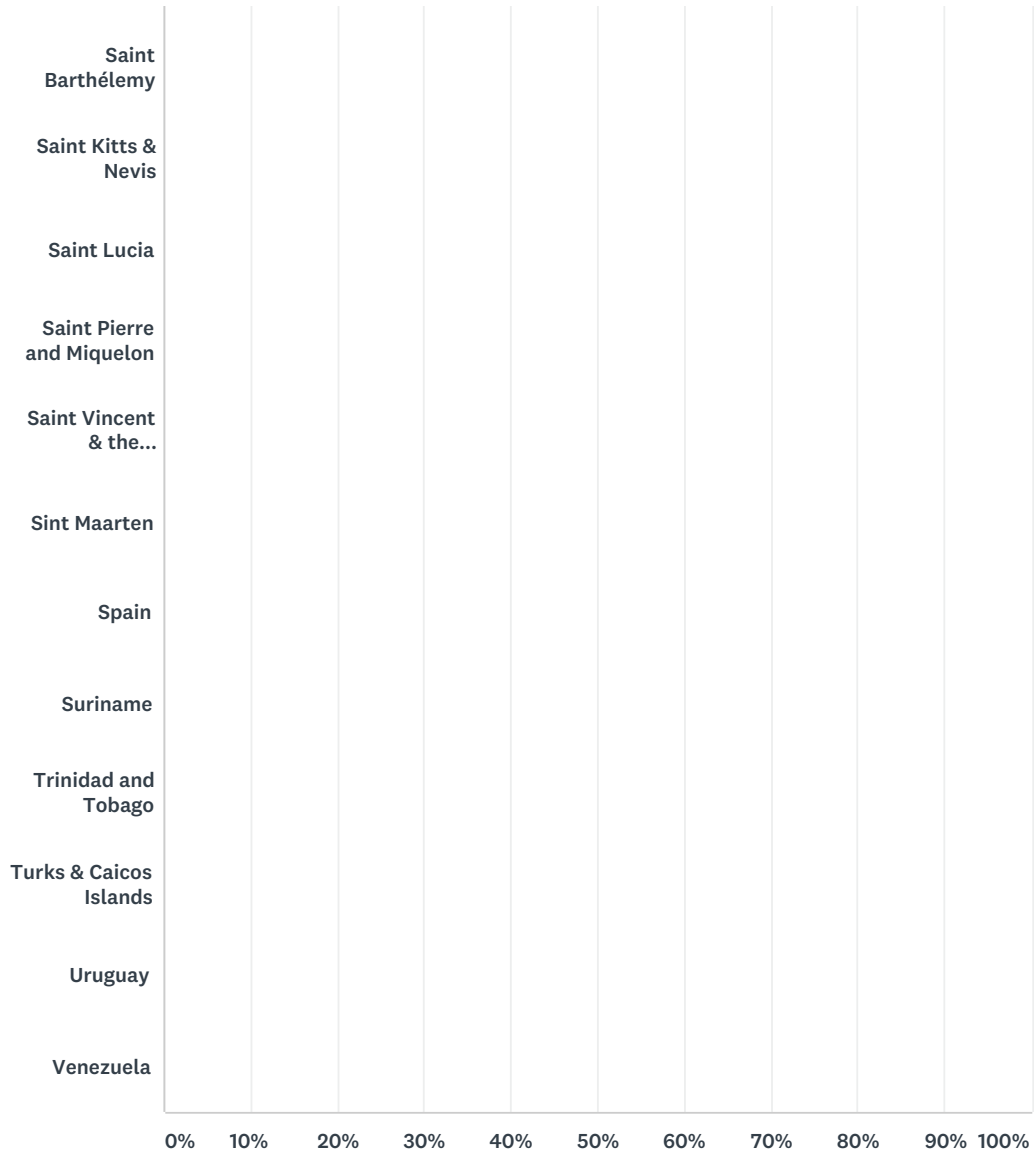 Saint
Barthélemy
Saint Kitts &
Nevis
Saint Lucia
Saint Pierre
and Miquelon
Saint Vincent
& the...
Sint Maarten
Spain
Suriname
Trinidad and
Tobago
Turks & Caicos
Islands
Uruguay
Venezuela
0% 10% 20% 30% 40% 50% 60% 70% 80% 90% 100%